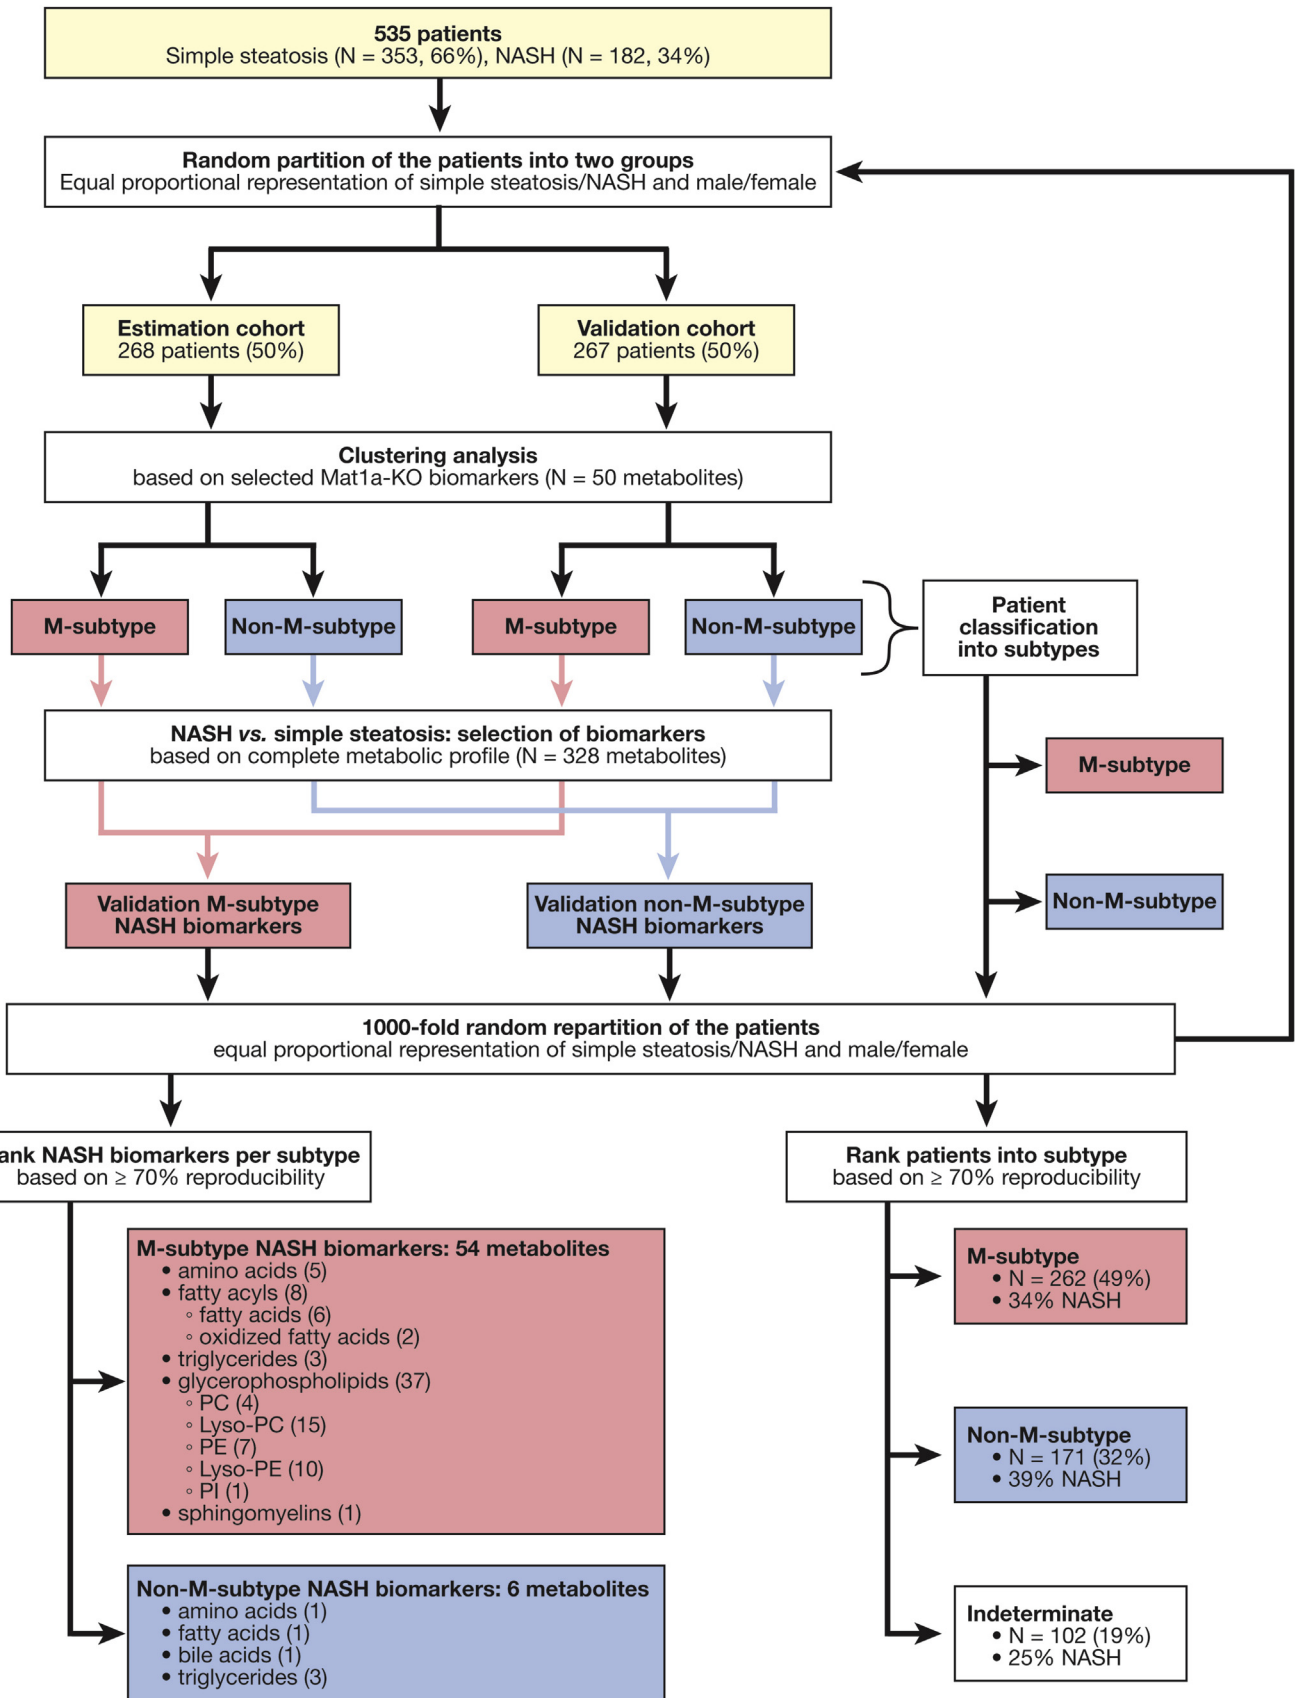 535 patients
Simple steatosis (N = 353, 66%), NASH (N = 182, 34%)
Random partition of the patients into two groups
Equal proportional representation of simple steatosis/NASH and male/female
Estimation cohort
268 patients (50%)
Validation cohort
267 patients (50%)
Clustering analysis
based on selected Mat1a-KO biomarkers (N = 50 metabolites)
M-subtype
Non-M-subtype
M-subtype
Non-M-subtype
Patient
classification
into subtypes
NASH vs. simple steatosis: selection of biomarkers
based on complete metabolic profile (N = 328 metabolites)
M-subtype
Non-M-subtype
Validation M-subtype
NASH biomarkers
Validation non-M-subtype
NASH biomarkers
1000-fold random repartition of the patients
equal proportional representation of simple steatosis/NASH and male/female
ank NASH biomarkers per subtype
based on ≥ 70% reproducibility
Rank patients into subtype
based on ≥ 70% reproducibility
M-subtype NASH biomarkers: 54 metabolites
• amino acids (5)
• fatty acyls (8)
◦ fatty acids (6)
◦ oxidized fatty acids (2)
• triglycerides (3)
• glycerophospholipids (37)
◦ PC (4)
◦ Lyso-PC (15)
◦ PE (7)
◦ Lyso-PE (10)
◦ PI (1)
• sphingomyelins (1)
Non-M-subtype NASH biomarkers: 6 metabolites
• amino acids (1)
• fatty acids (1)
• bile acids (1)
• triglycerides (3)
M-subtype
• N = 262 (49%)
• 34% NASH
Non-M-subtype
• N = 171 (32%)
• 39% NASH
Indeterminate
• N = 102 (19%)
• 25% NASH